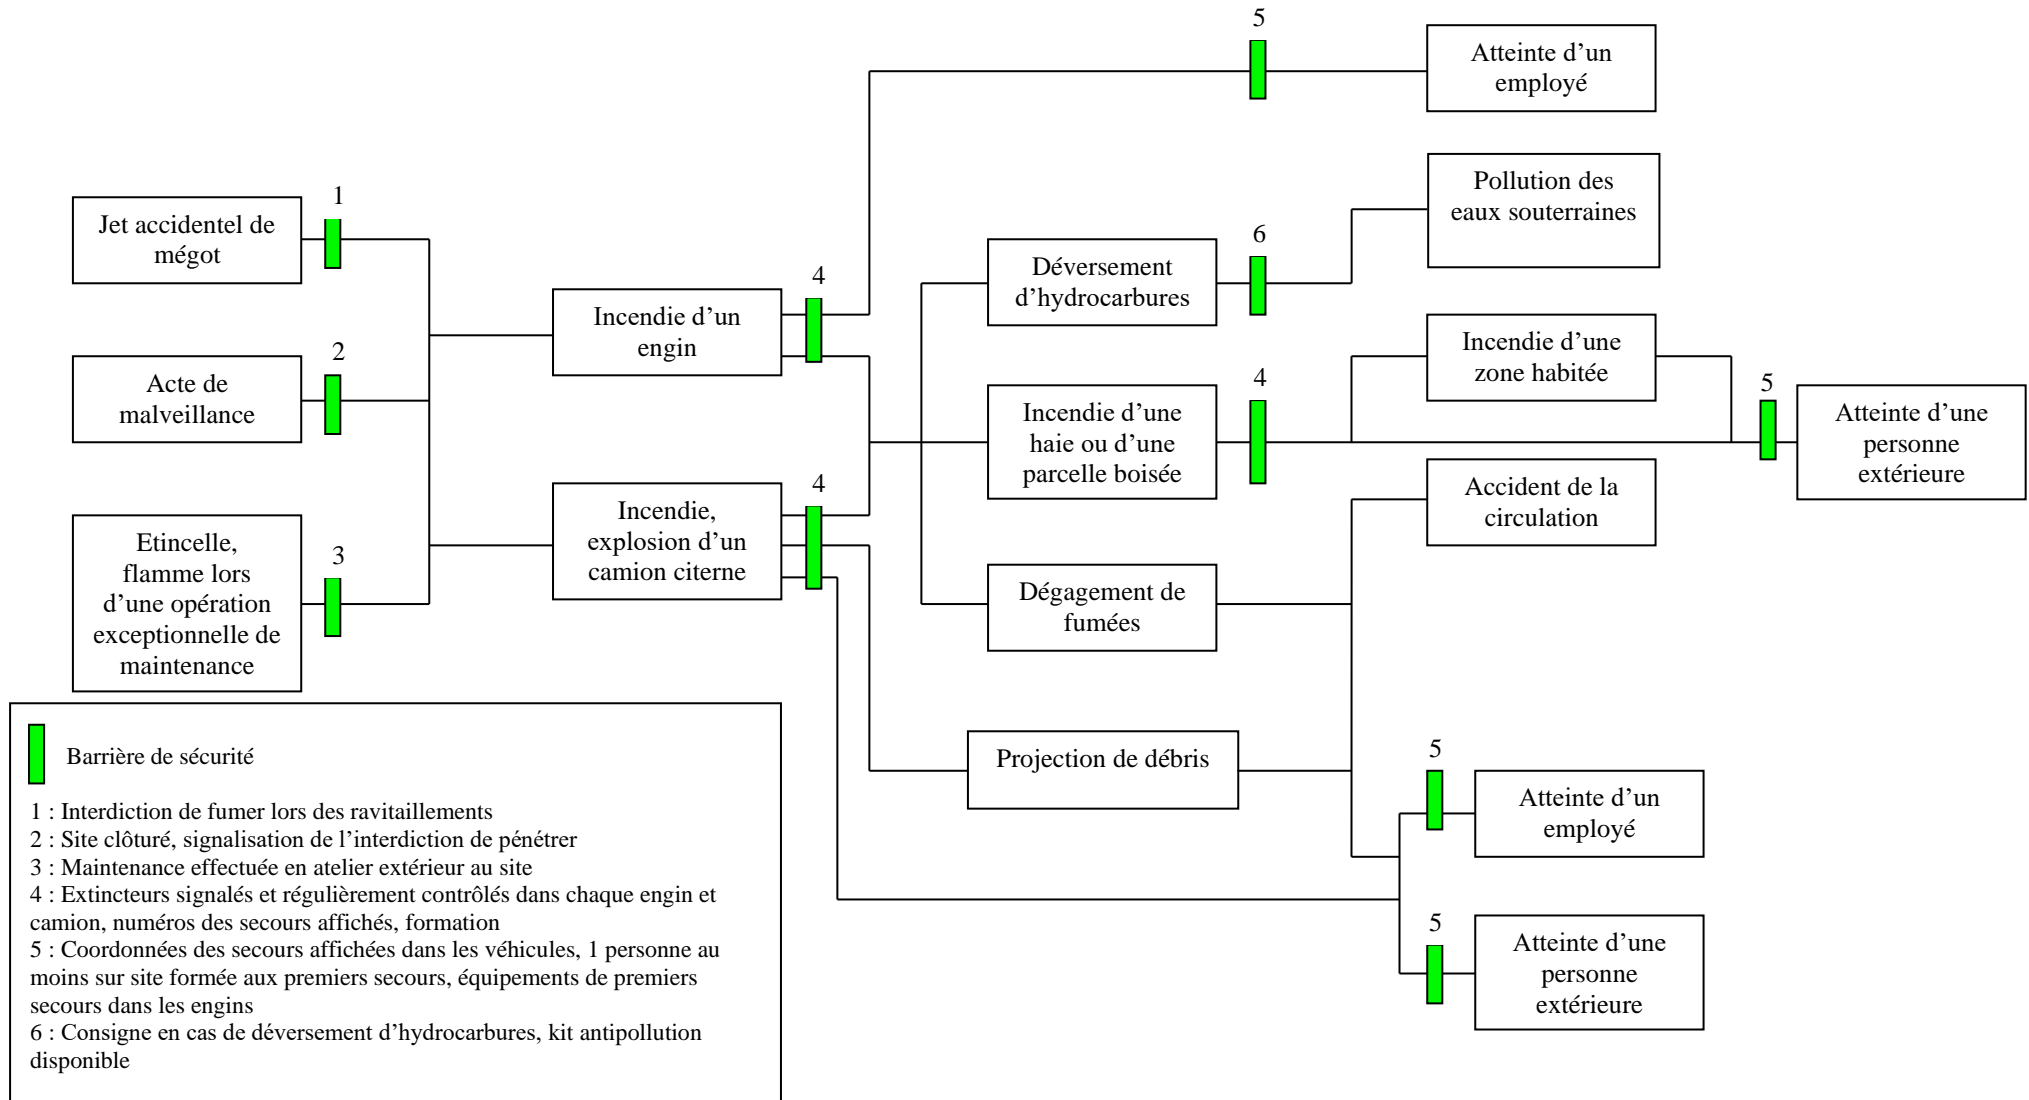 5
Atteinte d’un
employé
1
Jet accidentel de
mégot
2
Acte de
malveillance
3
Etincelle,
flamme lors
d’une opération
exceptionnelle de
maintenance
4
Incendie d’un
engin
4
Incendie,
explosion d’un
camion citerne
6
Déversement
d’hydrocarbures
Pollution des
eaux souterraines
4
Incendie d’une
haie ou d’une
parcelle boisée
Incendie d’une
zone habitée
5
Atteinte d’une
personne
extérieure
Dégagement de
fumées
Accident de la
circulation
Projection de débris
5
Atteinte d’un
employé
5
Atteinte d’une
personne
extérieure
Barrière de sécurité
1 : Interdiction de fumer lors des ravitaillements
2 : Site clôturé, signalisation de l’interdiction de pénétrer
3 : Maintenance effectuée en atelier extérieur au site
4 : Extincteurs signalés et régulièrement contrôlés dans chaque engin et
camion, numéros des secours affichés, formation
5 : Coordonnées des secours affichées dans les véhicules, 1 personne au
moins sur site formée aux premiers secours, équipements de premiers
secours dans les engins
6 : Consigne en cas de déversement d’hydrocarbures, kit antipollution
disponible